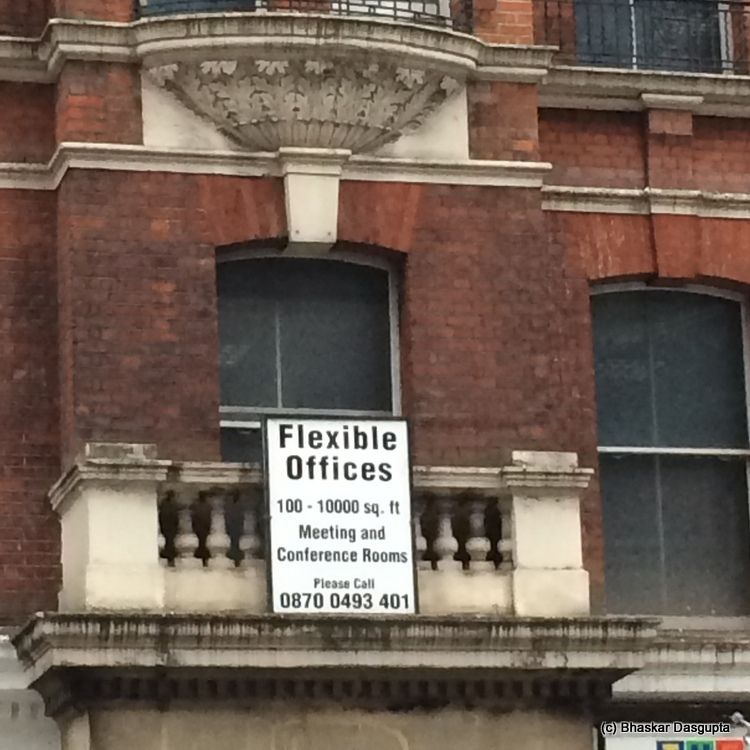 Flexible
Offices
100 - 10000 sq. ft
Meeting and
Conference Rooms
Please Call
0870 0493 401
(c) Bhaskar Dasgupta